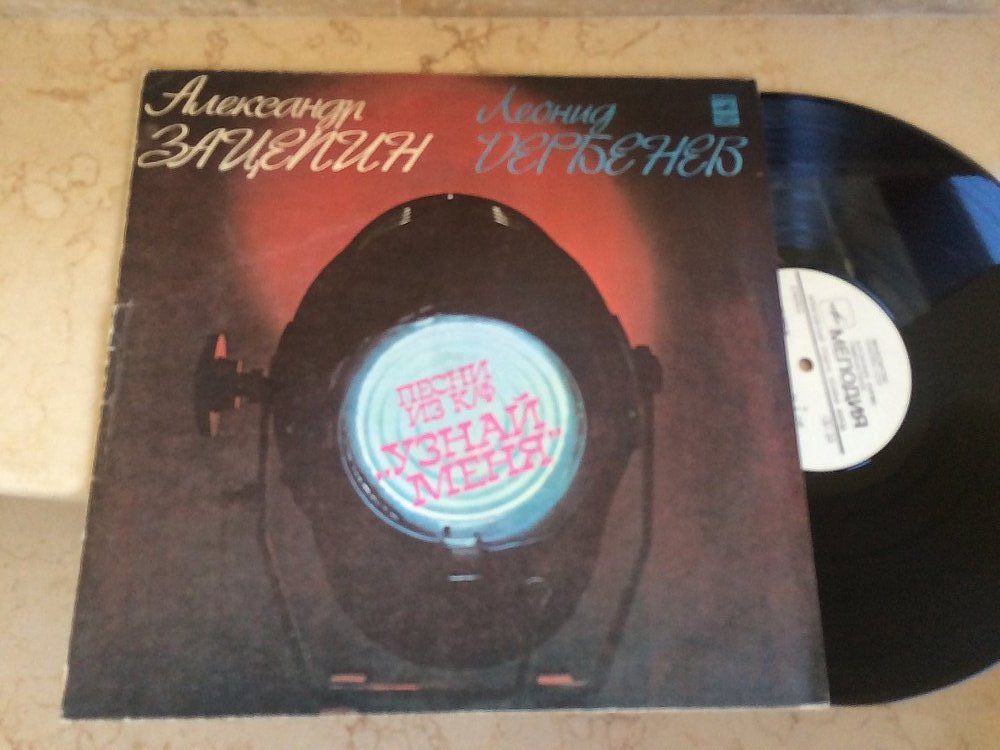 Александр
ЗАЦЕПИН
Леонид
ДЕРБЕНЕВ
ПЕСНИ
ИЗ К/Ф
„УЗНАЙ
МЕНЯ"
МЕЛОДИЯ